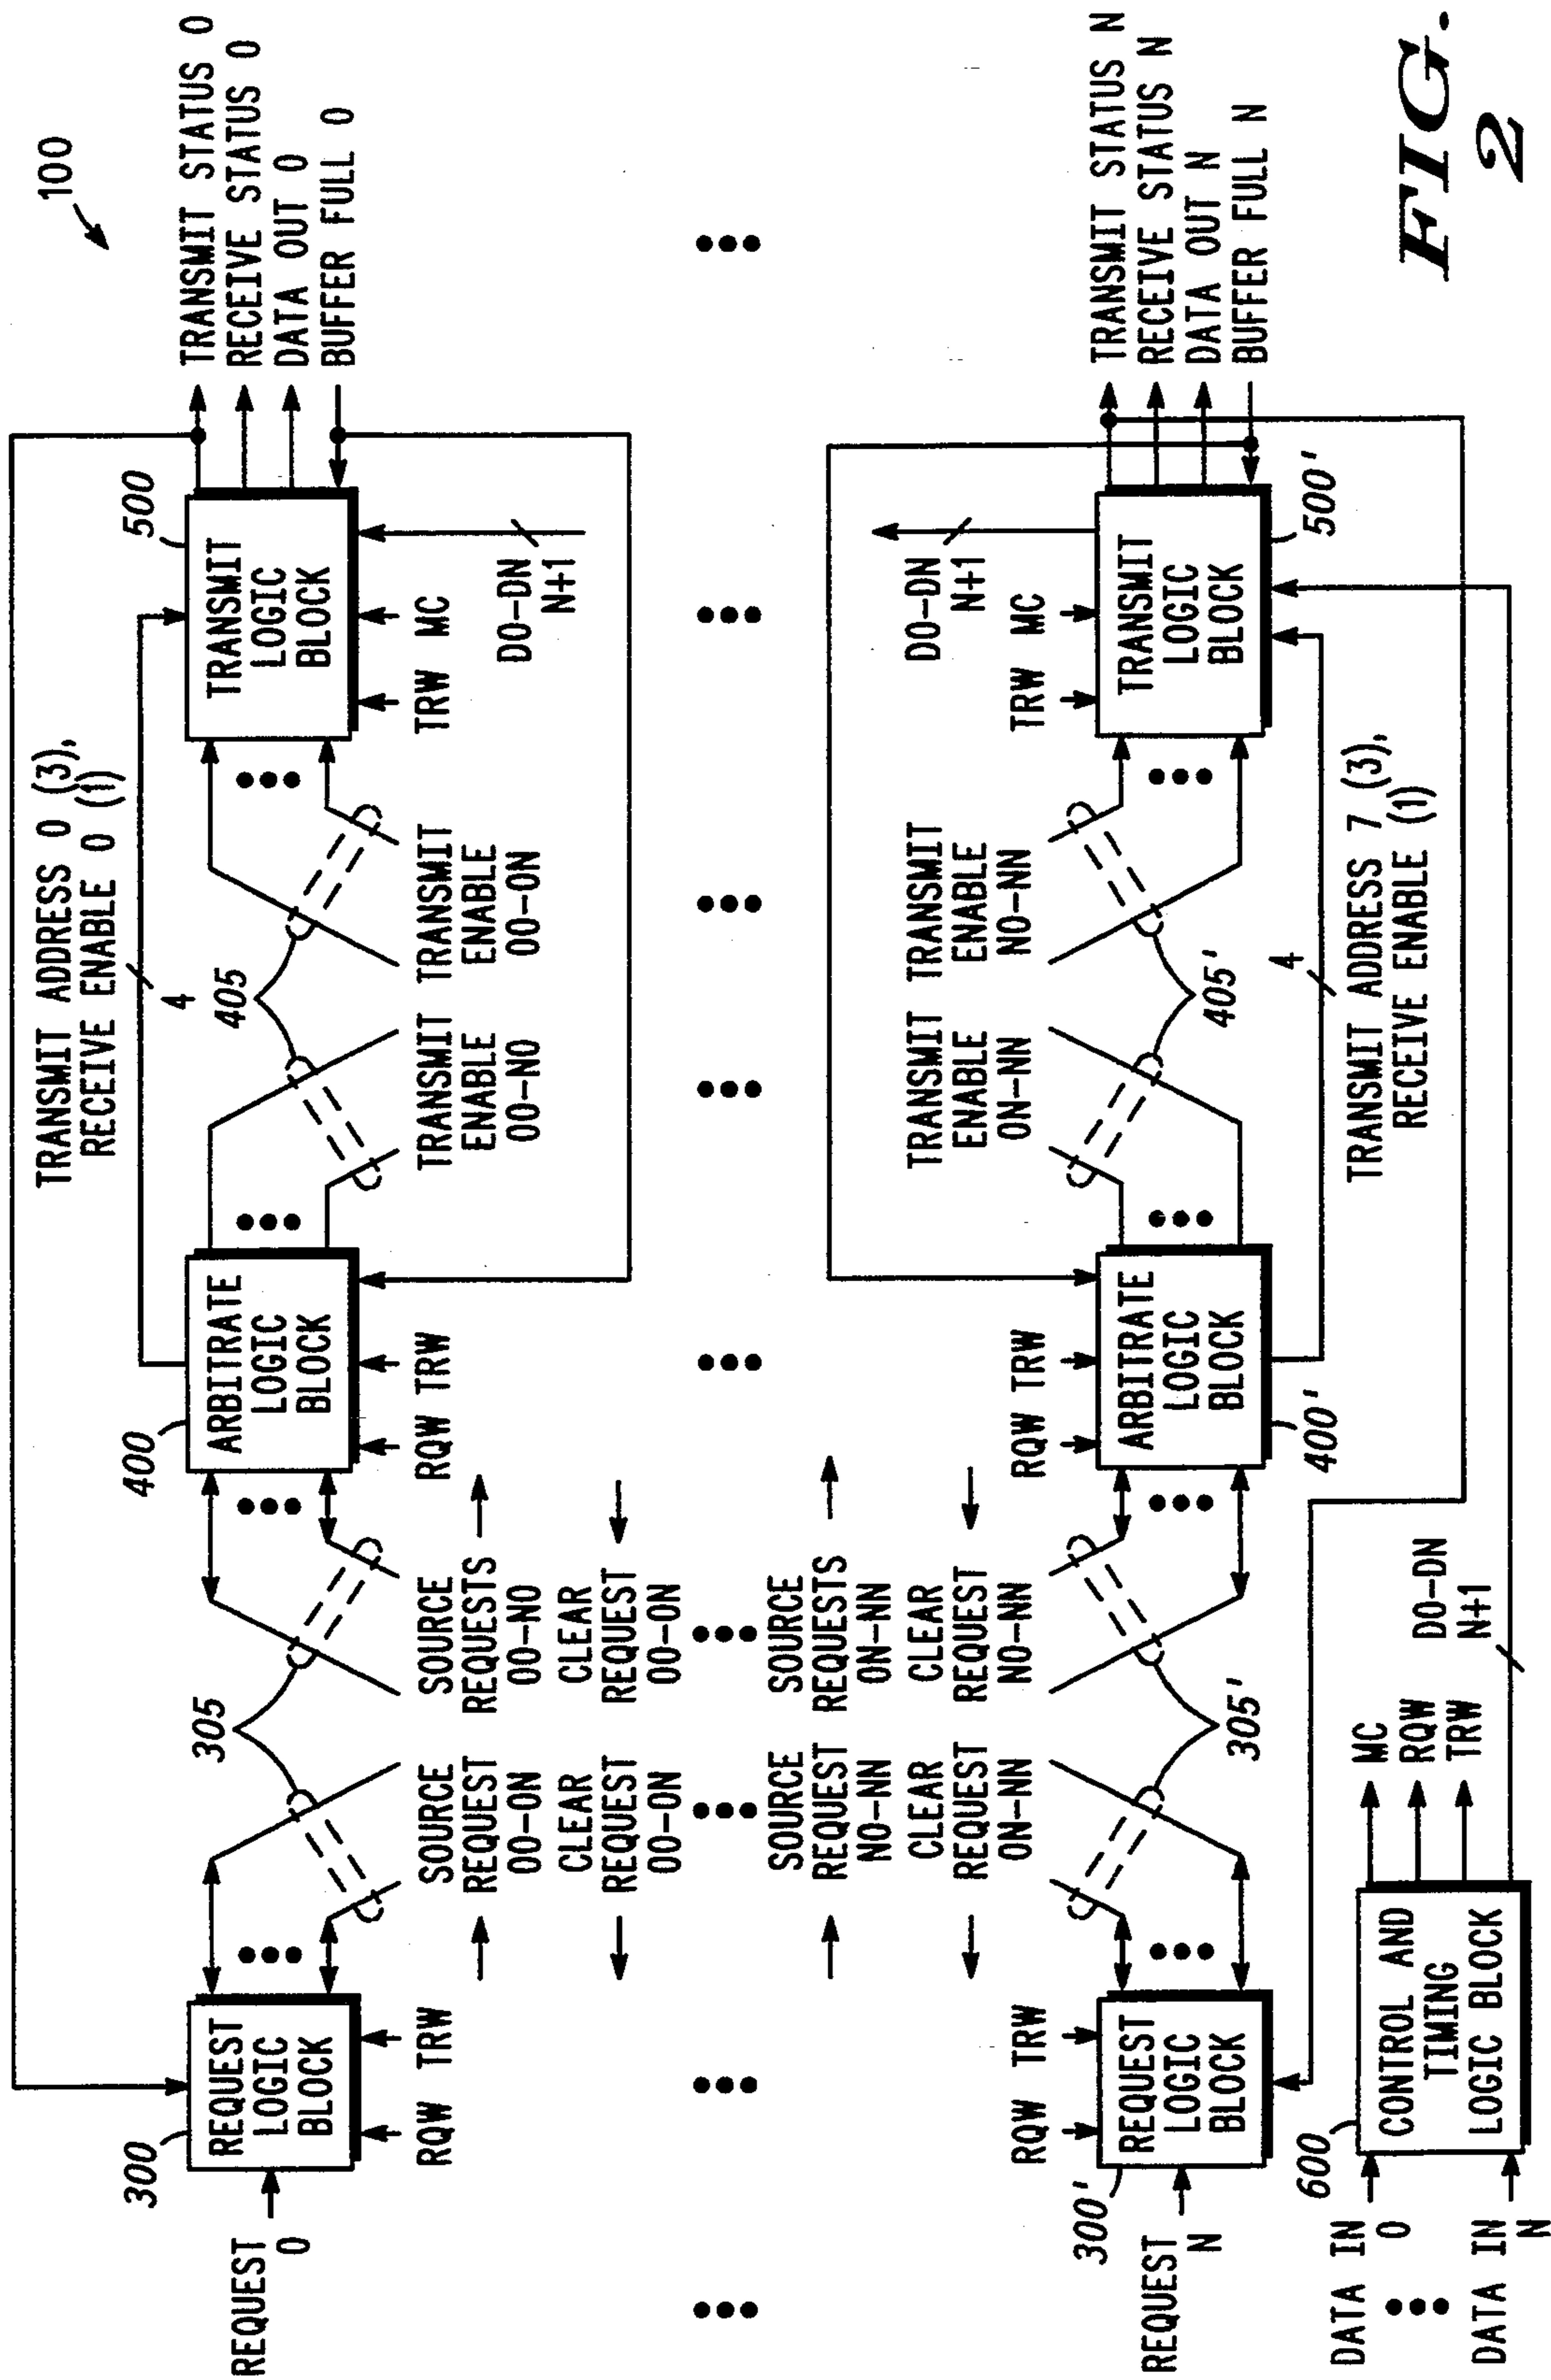 100
TRANSMIT ADDRESS 0 (3),
RECEIVE ENABLE 0 (1)
4
300
400
500
305
405
REQUEST
0
REQUEST
LOGIC
BLOCK
ARBITRATE
LOGIC
BLOCK
TRANSMIT
LOGIC
BLOCK
TRANSMIT STATUS 0
RECEIVE STATUS 0
DATA OUT 0
BUFFER FULL 0
RQW TRW
RQW TRW
TRW MC
SOURCE
REQUEST
00-0N
SOURCE
REQUESTS
00-N0
TRANSMIT
ENABLE
00-N0
TRANSMIT
ENABLE
00-0N
D0-DN
N+1
CLEAR
REQUEST
00-0N
CLEAR
REQUEST
00-0N
SOURCE
REQUEST
N0-NN
SOURCE
REQUESTS
0N-NN
CLEAR
REQUEST
0N-NN
CLEAR
REQUEST
N0-NN
TRANSMIT
ENABLE
0N-NN
TRANSMIT
ENABLE
N0-NN
D0-DN
N+1
RQW TRW
RQW TRW
TRW MC
REQUEST
N
REQUEST
LOGIC
BLOCK
ARBITRATE
LOGIC
BLOCK
TRANSMIT
LOGIC
BLOCK
TRANSMIT STATUS N
RECEIVE STATUS N
DATA OUT N
BUFFER FULL N
300'
305'
400'
405'
500'
4
TRANSMIT ADDRESS 7 (3),
RECEIVE ENABLE (1)
600
DATA IN
0
DATA IN
N
CONTROL AND
TIMING
LOGIC BLOCK
MC
RQW
TRW
D0-DN
N+1
FIG.
2